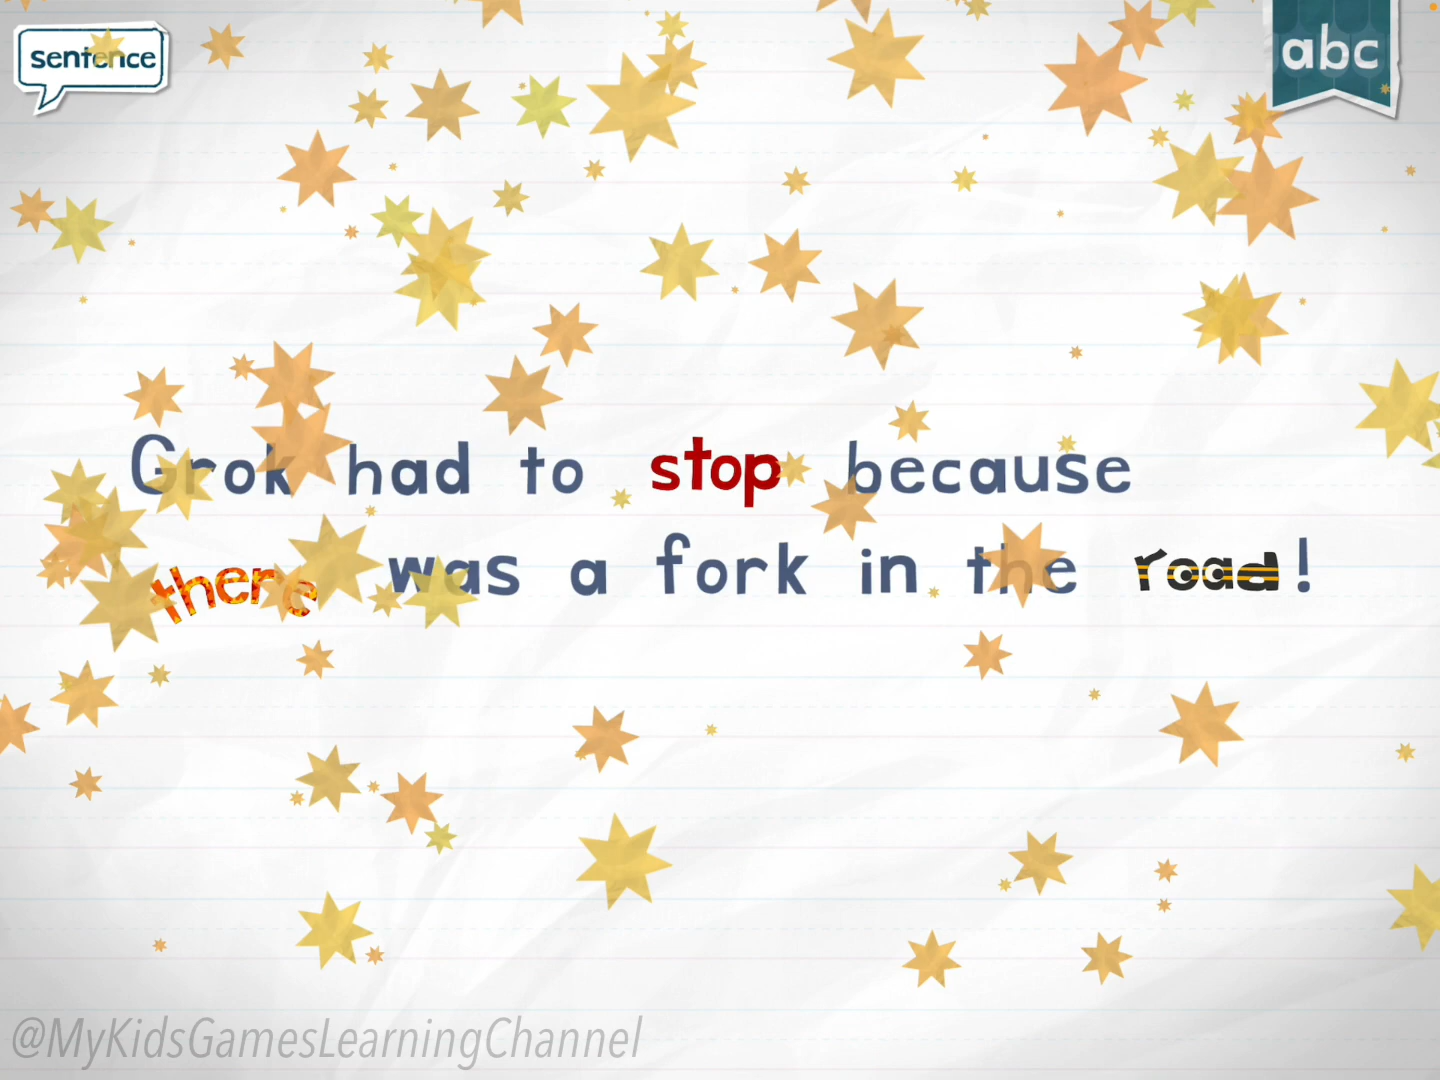 sentence
abc
Grok had to stop because
there was a fork in the road!
@MyKidsGamesLearningChannel